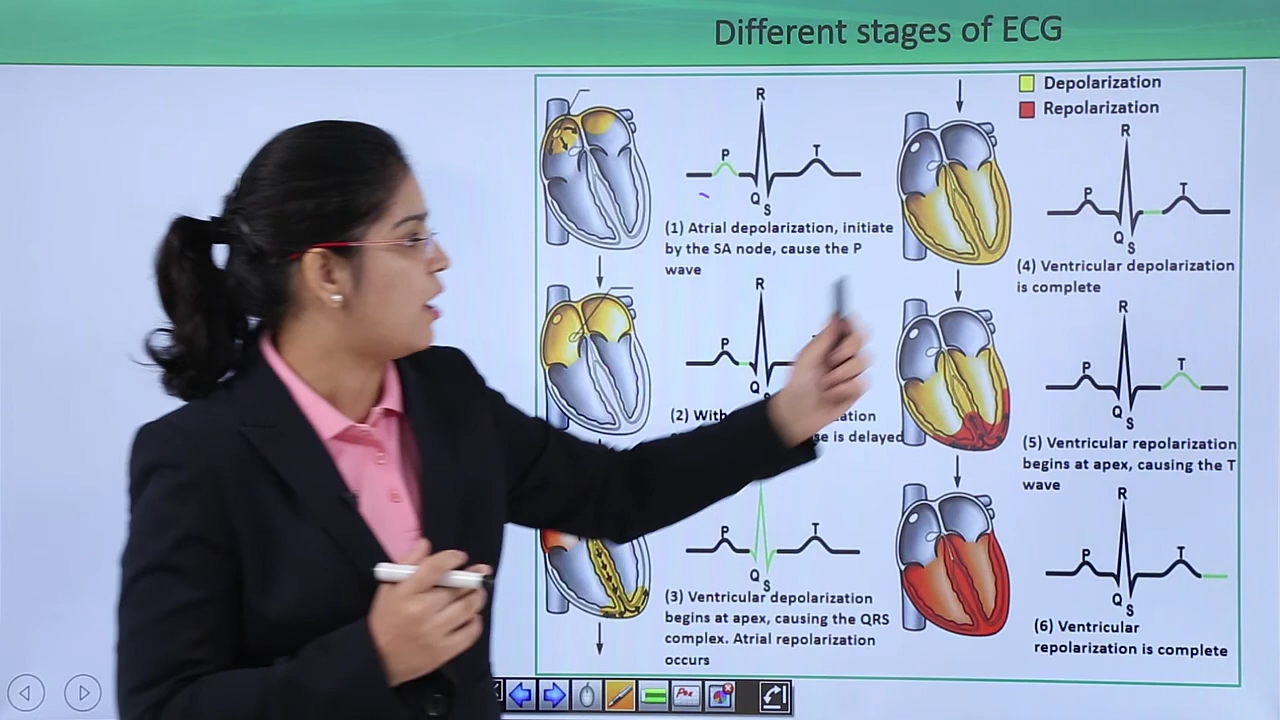 Different stages of ECG
Depolarization
Repolarization
R
P
T
Q
S
(1) Atrial depolarization, initiate
by the SA node, cause the P
wave
R
P
Q
(2) With
se is delayed
P
T
Q
S
(3) Ventricular depolarization
begins at apex, causing the QRS
complex. Atrial repolarization
occurs
R
P
T
Q
S
(4) Ventricular depolarization
is complete
R
P
T
Q
S
(5) Ventricular repolarization
begins at apex, causing the T
wave
R
P
T
Q
S
(6) Ventricular
repolarization is complete